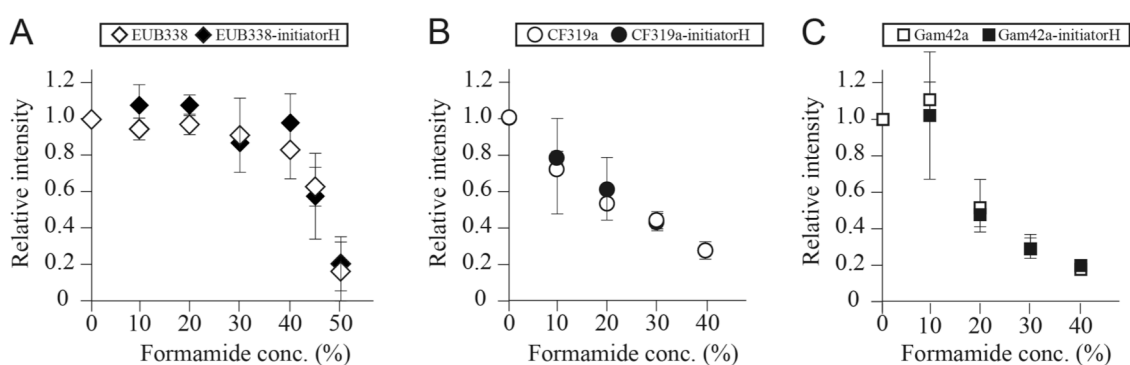 A
EUB338 EUB338-initiatorH
Relative intensity
1.2
1.0
0.8
0.6
0.4
0.2
0
0 10 20 30 40 50
Formamide conc. (%)
B
CF319a CF319a-initiatorH
Relative intensity
1.2
1.0
0.8
0.6
0.4
0.2
0
0 10 20 30 40
Formamide conc. (%)
C
Gam42a Gam42a-initiatorH
Relative intensity
1.2
1.0
0.8
0.6
0.4
0.2
0
0 10 20 30 40
Formamide conc. (%)